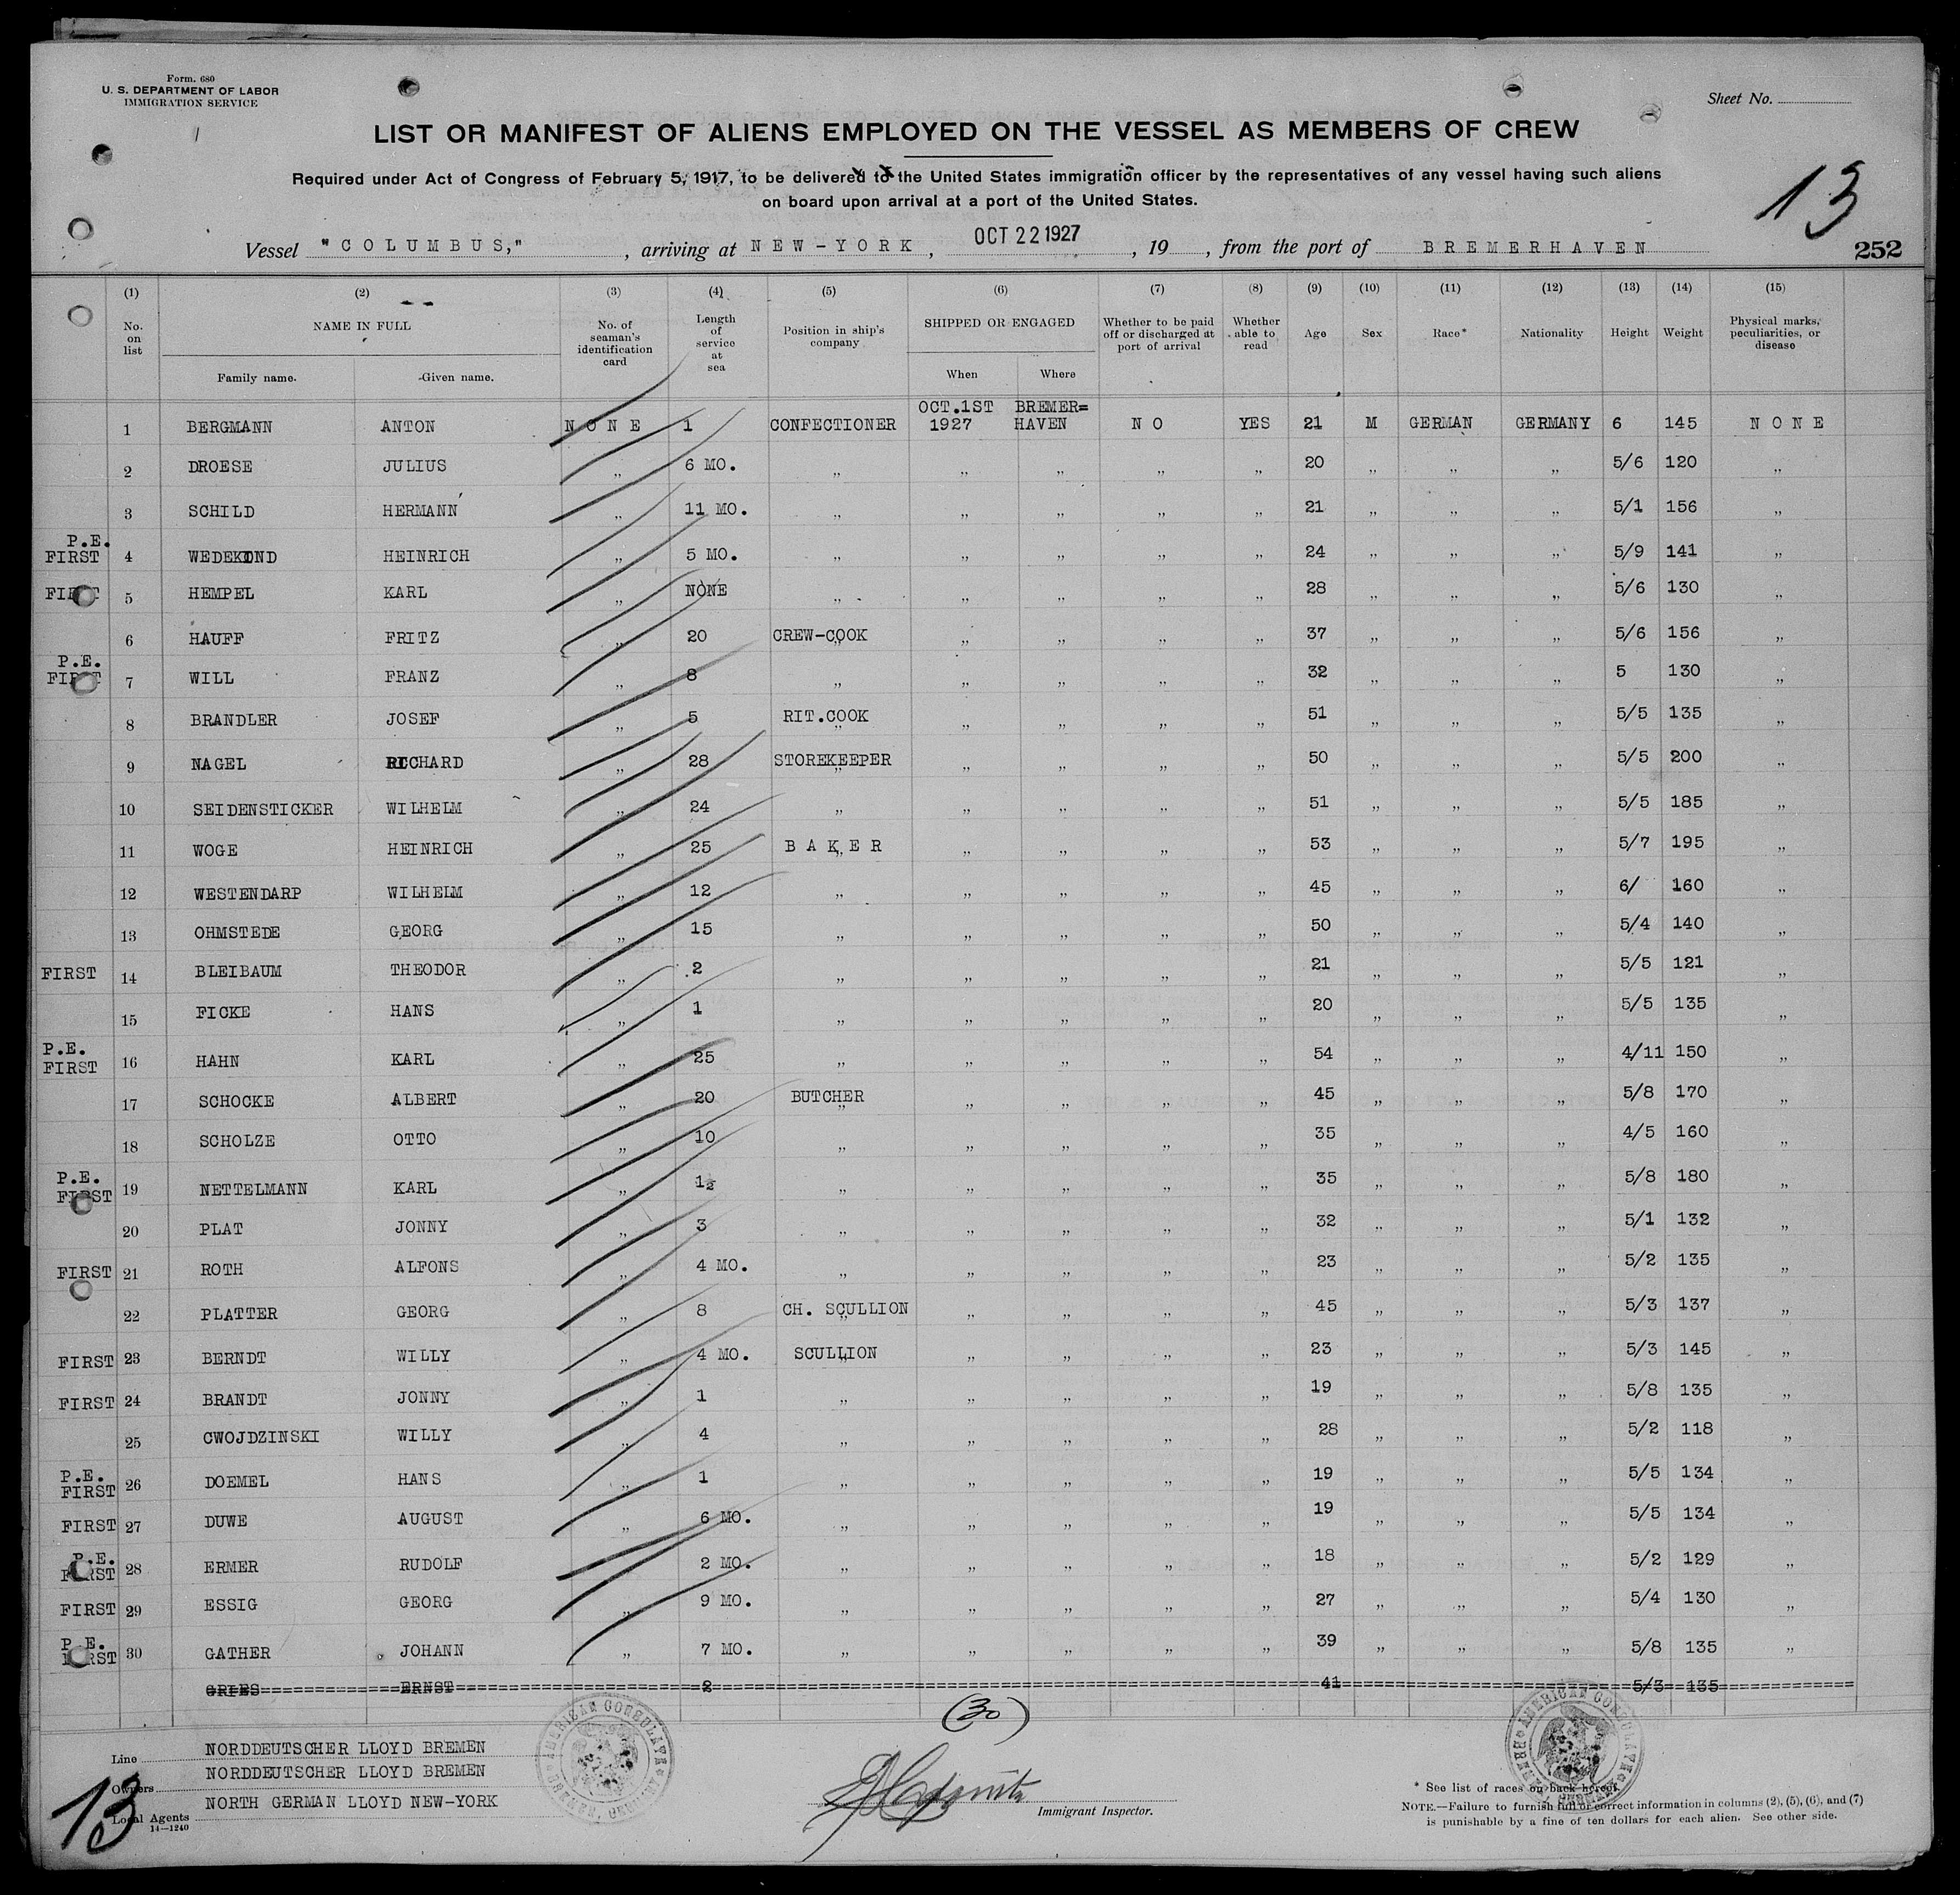 Form. 680
U. S. DEPARTMENT OF LABOR
IMMIGRATION SERVICE
Sheet No.
LIST OR MANIFEST OF ALIENS EMPLOYED ON THE VESSEL AS MEMBERS OF CREW
Required under Act of Congress of February 5, 1917, to be delivered to the United States immigration officer by the representatives of any vessel having such aliens
on board upon arrival at a port of the United States.
13
Vessel "COLUMBUS," , arriving at NEW-YORK , OCT 22 1927 , 19 , from the port of BREMERHAVEN
252
(1) (2) (3) (4) (5) (6) (7) (8) (9) (10) (11) (12) (13) (14) (15)
No. on list NAME IN FULL Family name. Given name. No. of seaman's identification card Length of service at sea Position in ship's company SHIPPED OR ENGAGED When Where Whether to be paid off or discharged at port of arrival Whether able to read Age Sex Race* Nationality Height Weight Physical marks, peculiarities, or disease
1 BERGMANN ANTON NONE 1 CONFECTIONER OCT.1ST 1927 BREMER= HAVEN NO YES 21 M GERMAN GERMANY 6 145 NONE
2 DROESE JULIUS „ 6 MO. „ „ „ „ „ 20 „ „ „ 5/6 120 „
3 SCHILD HERMANN „ 11 MO. „ „ „ „ „ 21 „ „ „ 5/1 156 „
P.E. FIRST 4 WEDEKIND HEINRICH „ 5 MO. „ „ „ „ „ 24 „ „ „ 5/9 141 „
FIRST 5 HEMPEL KARL „ NONE „ „ „ „ „ 28 „ „ „ 5/6 130 „
6 HAUFF FRITZ „ 20 CREW-COOK „ „ „ „ 37 „ „ „ 5/6 156 „
P.E. FIRST 7 WILL FRANZ „ 8 „ „ „ „ „ 32 „ „ „ 5 130 „
8 BRANDLER JOSEF „ 5 RIT.COOK „ „ „ „ 51 „ „ „ 5/5 135 „
9 NAGEL RICHARD „ 28 STOREKEEPER „ „ „ „ 50 „ „ „ 5/5 200 „
10 SEIDENSTICKER WILHELM „ 24 „ „ „ „ „ 51 „ „ „ 5/5 185 „
11 WOGE HEINRICH „ 25 BAKER „ „ „ „ 53 „ „ „ 5/7 195 „
12 WESTENDARP WILHELM „ 12 „ „ „ „ „ 45 „ „ „ 6/ 160 „
13 OHMSTEDE GEORG „ 15 „ „ „ „ „ 50 „ „ „ 5/4 140 „
FIRST 14 BLEIBAUM THEODOR „ 2 „ „ „ „ „ 21 „ „ „ 5/5 121 „
15 FICKE HANS „ 1 „ „ „ „ „ 20 „ „ „ 5/5 135 „
P.E. FIRST 16 HAHN KARL „ 25 „ „ „ „ „ 54 „ „ „ 4/11 150 „
17 SCHOCKE ALBERT „ 20 BUTCHER „ „ „ „ 45 „ „ „ 5/8 170 „
18 SCHOLZE OTTO „ 10 „ „ „ „ „ 35 „ „ „ 4/5 160 „
P.E. FIRST 19 NETTELMANN KARL „ 1½ „ „ „ „ „ 35 „ „ „ 5/8 180 „
20 PLAT JONNY „ 3 „ „ „ „ „ 32 „ „ „ 5/1 132 „
FIRST 21 ROTH ALFONS „ 4 MO. „ „ „ „ „ 23 „ „ „ 5/2 135 „
22 PLATTER GEORG „ 8 CH. SCULLION „ „ „ „ 45 „ „ „ 5/3 137 „
FIRST 23 BERNDT WILLY „ 4 MO. SCULLION „ „ „ „ 23 „ „ „ 5/3 145 „
FIRST 24 BRANDT JONNY „ 1 „ „ „ „ „ 19 „ „ „ 5/8 135 „
25 CWOJDZINSKI WILLY „ 4 „ „ „ „ „ 28 „ „ „ 5/2 118 „
P.E. FIRST 26 DOEMEL HANS „ 1 „ „ „ „ „ 19 „ „ „ 5/5 134 „
FIRST 27 DUWE AUGUST „ 6 MO. „ „ „ „ „ 19 „ „ „ 5/5 134 „
P.E. FIRST 28 ERMER RUDOLF „ 2 MO. „ „ „ „ „ 18 „ „ „ 5/2 129 „
FIRST 29 ESSIG GEORG „ 9 MO. „ „ „ „ „ 27 „ „ „ 5/4 130 „
P.E. FIRST 30 GATHER JOHANN „ 7 MO. „ „ „ „ „ 39 „ „ „ 5/8 135 „
GRIES ERNST 2 41 5/3 135
(30)
AMERICAN CONSULATE BREMEN, GERMANY
AMERICAN CONSULATE BREMEN, GERMANY
Line NORDDEUTSCHER LLOYD BREMEN
Owners NORDDEUTSCHER LLOYD BREMEN
Local Agents NORTH GERMAN LLOYD NEW-YORK
14—1240
13
Immigrant Inspector.
* See list of races on back hereof.
NOTE.—Failure to furnish full or correct information in columns (2), (5), (6), and (7)
is punishable by a fine of ten dollars for each alien. See other side.